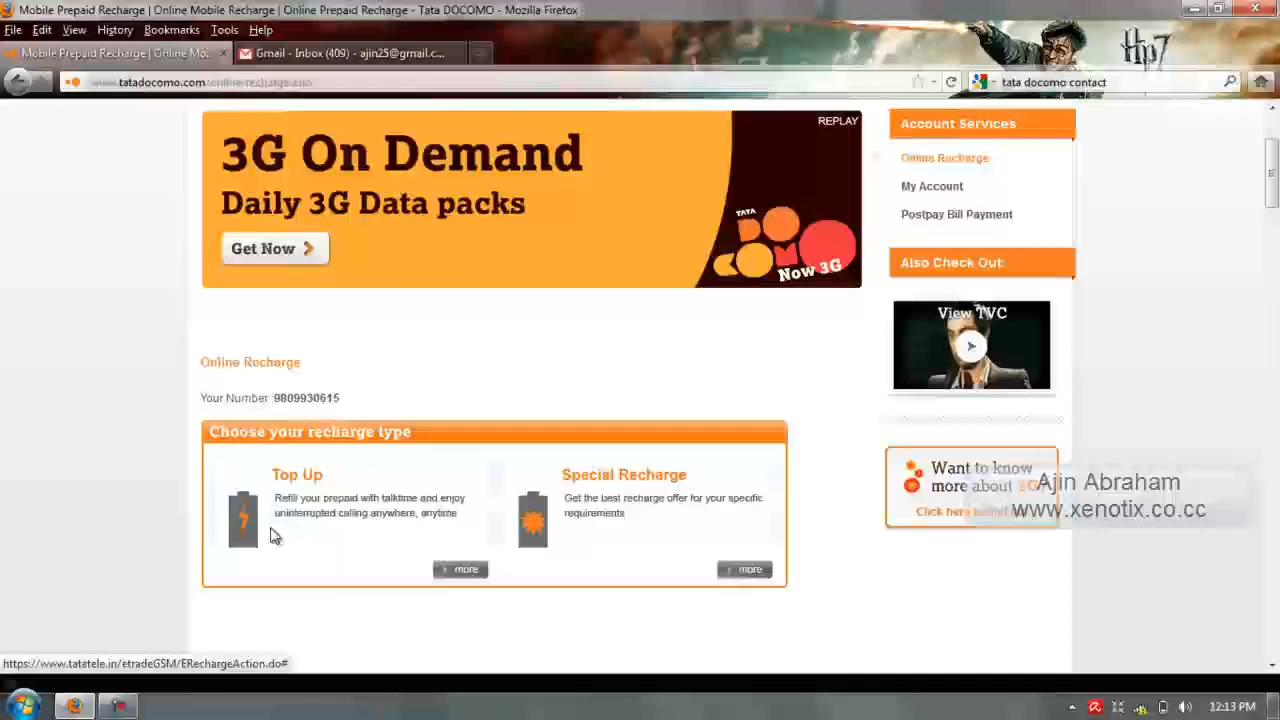 Mobile Prepaid Recharge | Online Mobile Recharge | Online Prepaid Recharge - Tata DOCOMO - Mozilla Firefox
File Edit View History Bookmarks Tools Help
Mobile Prepaid Recharge | Online Mo...
Gmail - Inbox (409) - ajin25@gmail.c...
Hp7
www.tatadocomo.com/online-recharge.aspx
tata docomo contact
3G On Demand
Daily 3G Data packs
Get Now
REPLAY
TATA
DOCOMO
Now 3G
Account Services
Online Recharge
My Account
Postpay Bill Payment
Also Check Out:
View TVC
Online Recharge
Your Number 9809930615
Choose your recharge type
Top Up
Refill your prepaid with talktime and enjoy
uninterrupted calling anywhere, anytime
more
Special Recharge
Get the best recharge offer for your specific
requirements
more
Want to know
more about 3G
Click here
Ajin Abraham
www.xenotix.co.cc
https://www.tatatele.in/etradeGSM/ERechargeAction.do#
12:13 PM